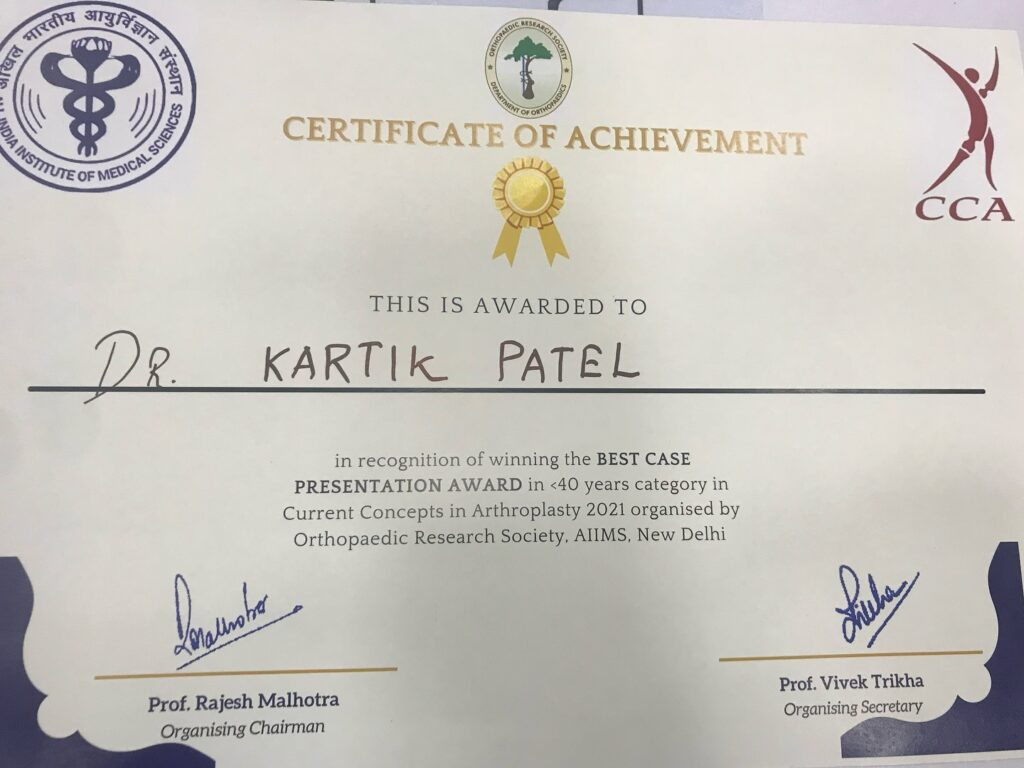 अखिल भारतीय आयुर्विज्ञान संस्थान
INDIA INSTITUTE OF MEDICAL SCIENCES
ORTHOPAEDIC RESEARCH SOCIETY
DEPARTMENT OF ORTHOPAEDICS
CCA
CERTIFICATE OF ACHIEVEMENT
THIS IS AWARDED TO
DR. KARTIK PATEL
in recognition of winning the BEST CASE
PRESENTATION AWARD in <40 years category in
Current Concepts in Arthroplasty 2021 organised by
Orthopaedic Research Society, AIIMS, New Delhi
Rmalhotra
Trikha
Prof. Rajesh Malhotra
Organising Chairman
Prof. Vivek Trikha
Organising Secretary